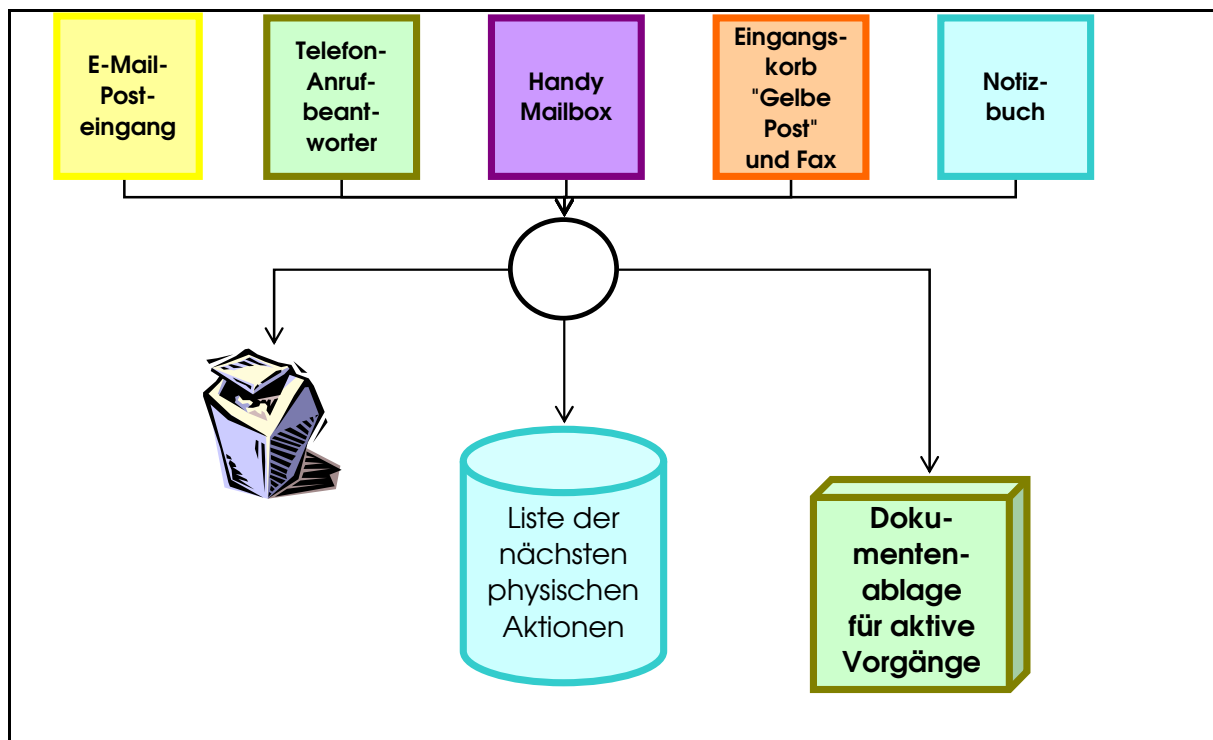 E-Mail-
Post-
eingang
Telefon-
Anruf-
beant-
worter
Handy
Mailbox
Eingangs-
korb
"Gelbe
Post"
und Fax
Notiz-
buch
Liste der
nächsten
physischen
Aktionen
Doku-
menten-
ablage
für aktive
Vorgänge